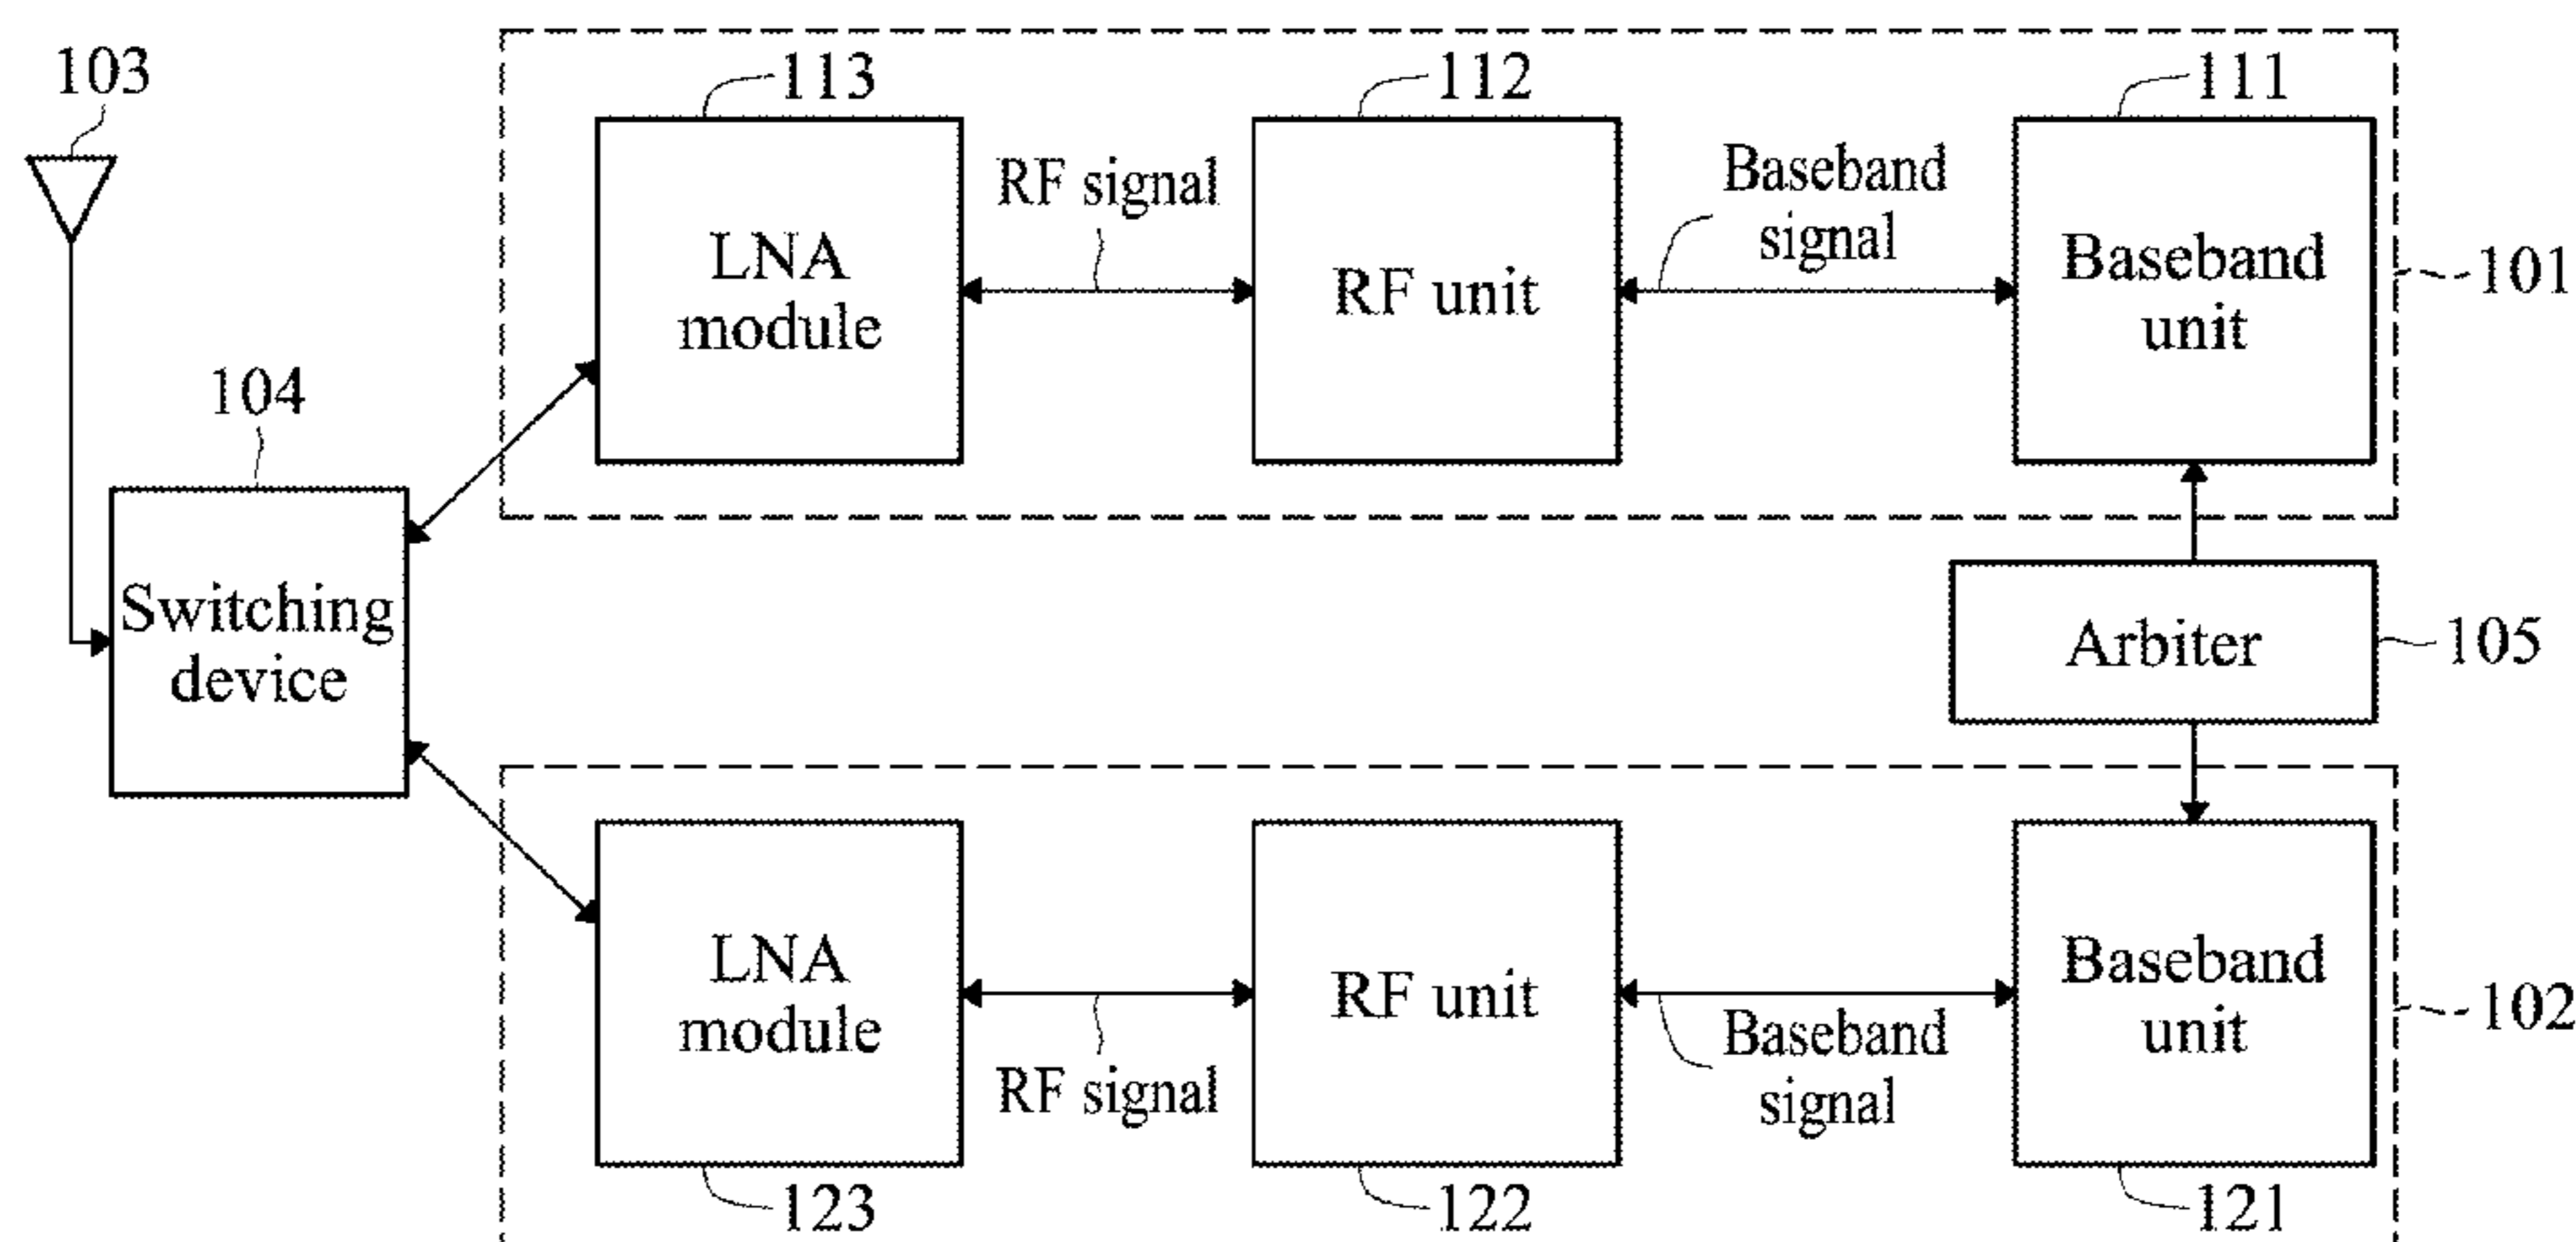 103
113
112
111
LNA
module
RF signal
RF unit
Baseband
signal
Baseband
unit
101
104
Switching
device
Arbiter
105
LNA
module
RF signal
RF unit
Baseband
signal
Baseband
unit
102
123
122
121